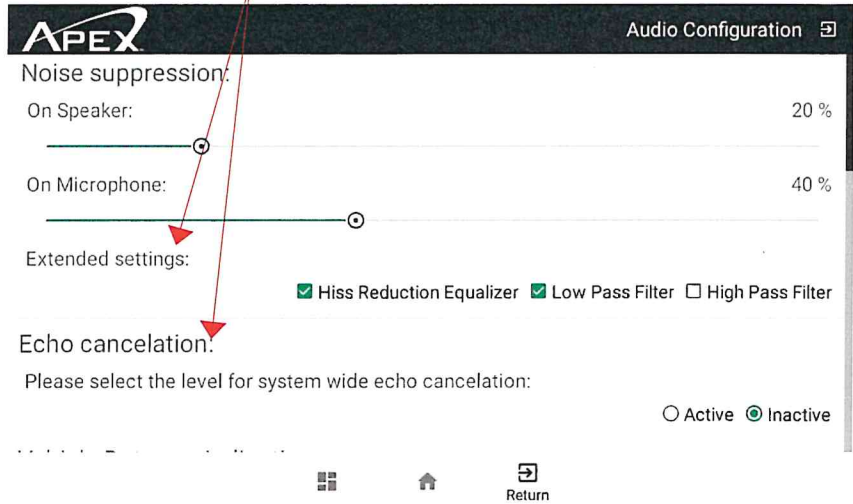 APEX
Audio Configuration
Noise suppression:
On Speaker: 20 %
On Microphone: 40 %
Extended settings:
Hiss Reduction Equalizer Low Pass Filter High Pass Filter
Echo cancelation:
Please select the level for system wide echo cancelation:
Active Inactive
Return